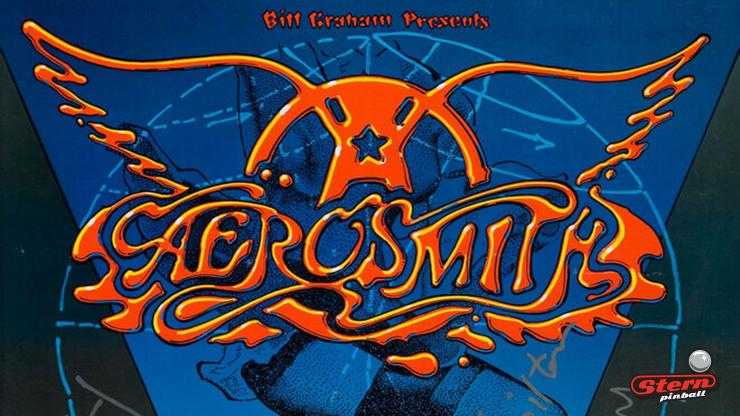 Bill Graham Presents
AEROSMITH
Stern
pinball